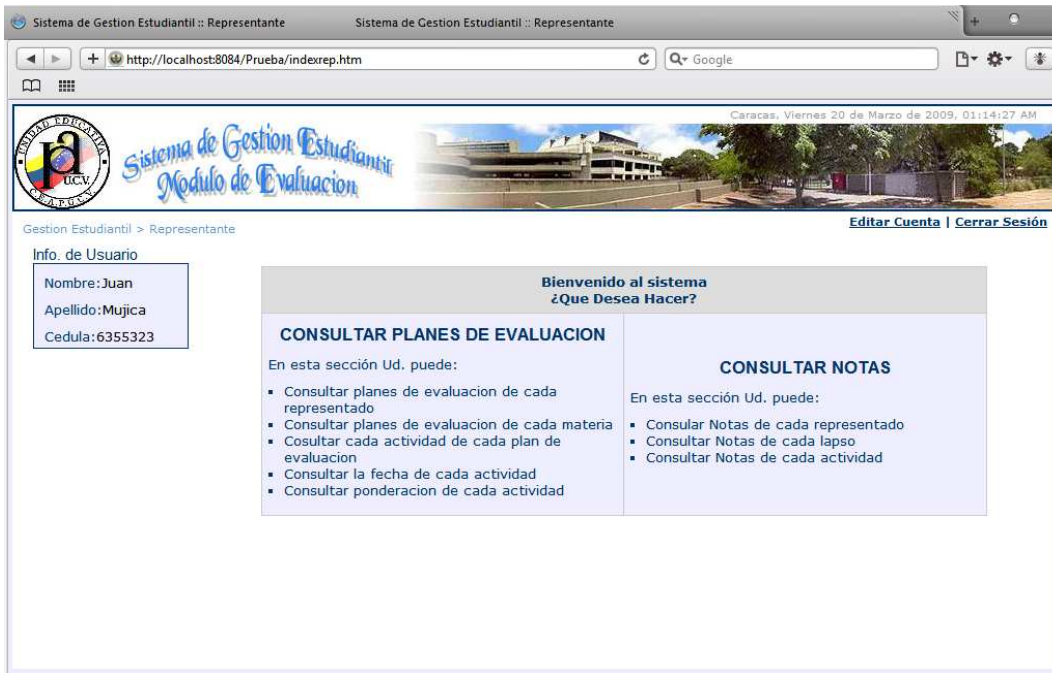 Sistema de Gestion Estudiantil :: Representante
Sistema de Gestion Estudiantil :: Representante
http://localhost:8084/Prueba/indexrep.htm
Google
Caracas, Viernes 20 de Marzo de 2009, 01:14:27 AM
UNIDAD EDUCATIVA
U.C.V.
C.E.A.P.U.C.V.
Sistema de Gestion Estudiantil
Modulo de Evaluacion
Editar Cuenta | Cerrar Sesión
Gestion Estudiantil > Representante
Info. de Usuario
Nombre:Juan
Apellido:Mujica
Cedula:6355323
Bienvenido al sistema
¿Que Desea Hacer?
CONSULTAR PLANES DE EVALUACION
En esta sección Ud. puede:
▪ Consultar planes de evaluacion de cada
representado
▪ Consultar planes de evaluacion de cada materia
▪ Cosultar cada actividad de cada plan de
evaluacion
▪ Consultar la fecha de cada actividad
▪ Consultar ponderacion de cada actividad
CONSULTAR NOTAS
En esta sección Ud. puede:
▪ Consular Notas de cada representado
▪ Consultar Notas de cada lapso
▪ Consultar Notas de cada actividad